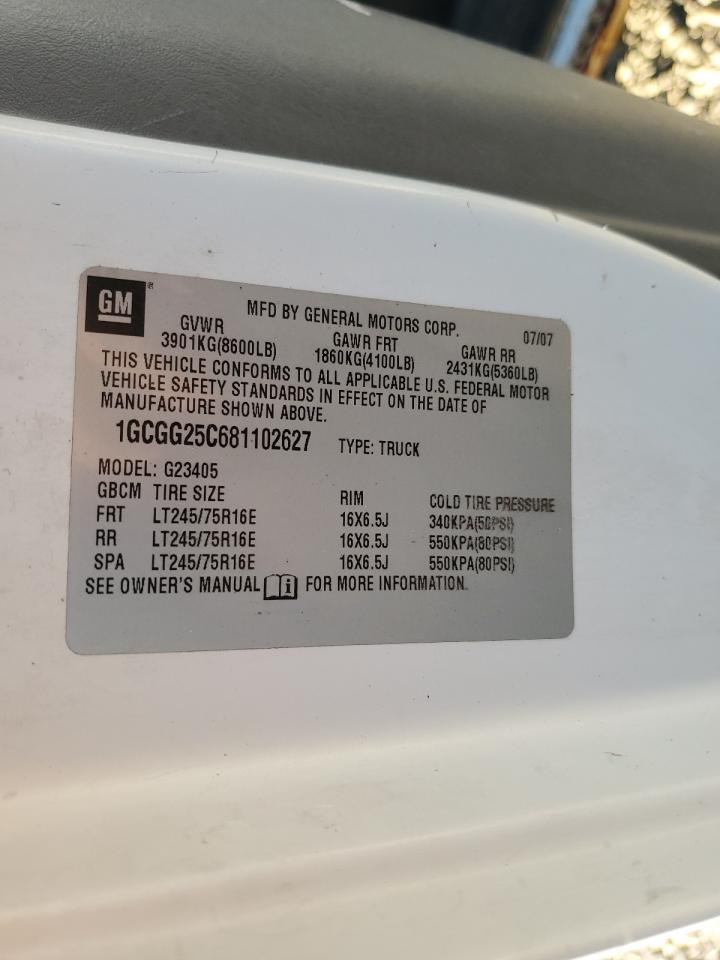 GM®
MFD BY GENERAL MOTORS CORP. 07/07
GVWR GAWR FRT GAWR RR
3901KG(8600LB) 1860KG(4100LB) 2431KG(5360LB)
THIS VEHICLE CONFORMS TO ALL APPLICABLE U.S. FEDERAL MOTOR
VEHICLE SAFETY STANDARDS IN EFFECT ON THE DATE OF
MANUFACTURE SHOWN ABOVE.
1GCGG25C681102627 TYPE: TRUCK
MODEL: G23405
GBCM TIRE SIZE RIM COLD TIRE PRESSURE
FRT LT245/75R16E 16X6.5J 340KPA(50PSI)
RR LT245/75R16E 16X6.5J 550KPA(80PSI)
SPA LT245/75R16E 16X6.5J 550KPA(80PSI)
SEE OWNER'S MANUAL i FOR MORE INFORMATION.